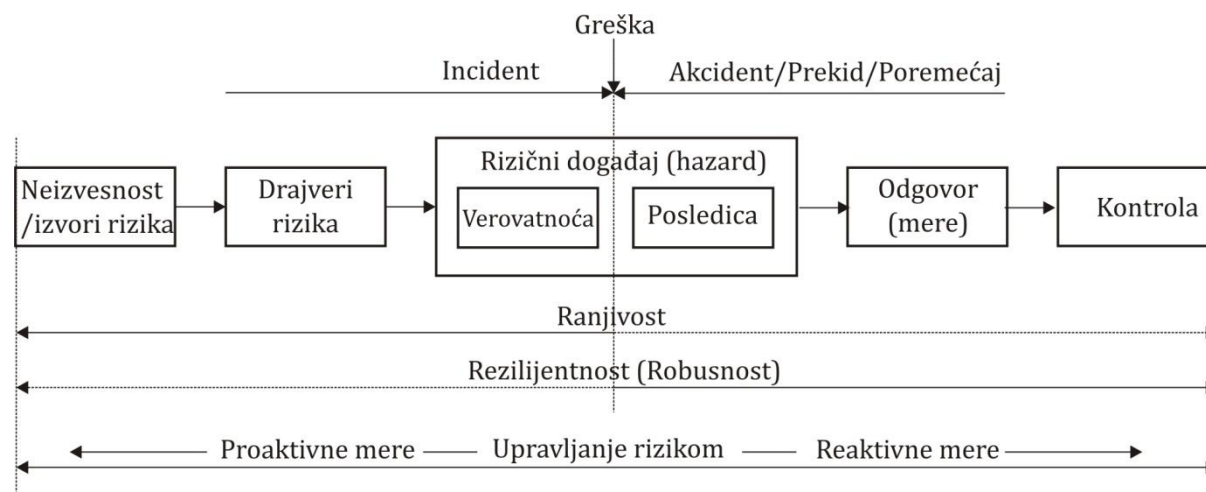 Greška
Incident
Akcident/Prekid/Poremećaj
Neizvesnost
/izvori rizika
Drajveri
rizika
Rizični događaj (hazard)
Verovatnoća
Posledica
Odgovor
(mere)
Kontrola
Ranjivost
Rezilijentnost (Robusnost)
Proaktivne mere
Upravljanje rizikom
Reaktivne mere